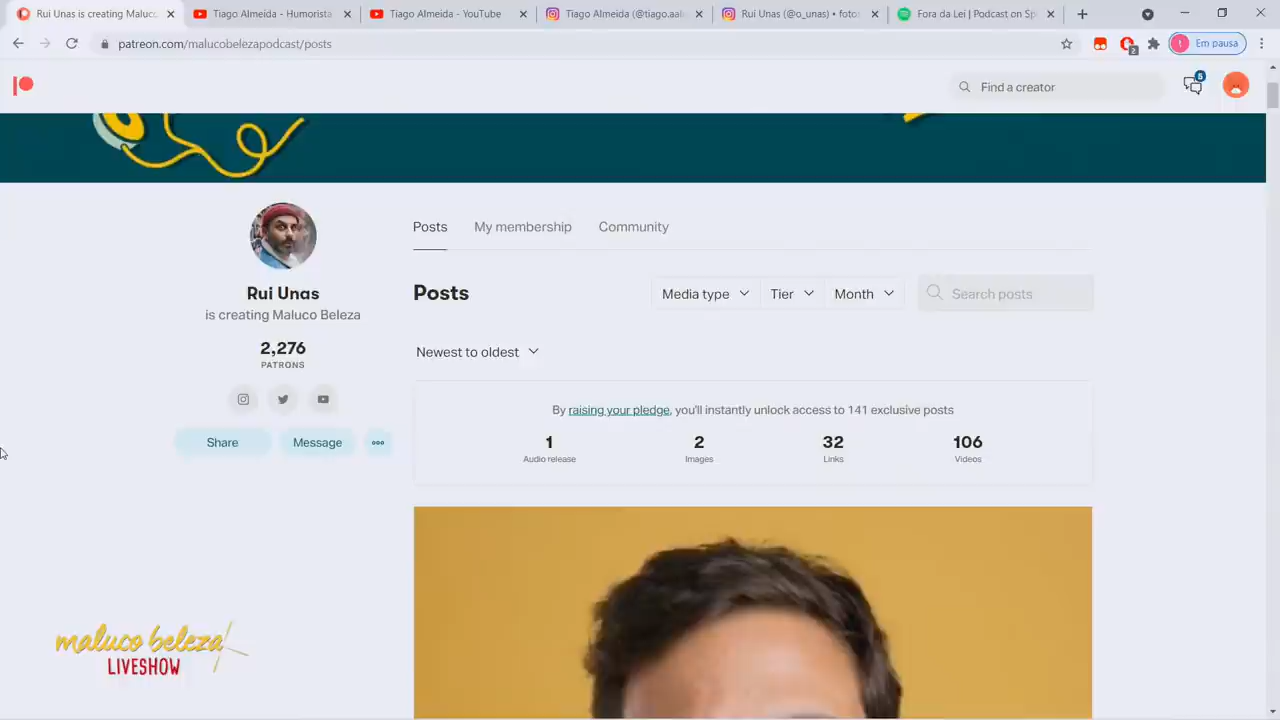 Rui Unas is creating Maluco
Tiago Almeida - Humorista
Tiago Almeida - YouTube
Tiago Almeida (@tiago.aal
Rui Unas (@o_unas) • foto
Fora da Lei | Podcast on Sp
patreon.com/malucobelezapodcast/posts
2
t
Em pausa
Find a creator
5
Posts
My membership
Community
Rui Unas
is creating Maluco Beleza
2,276
PATRONS
Share
Message
Posts
Media type
Tier
Month
Search posts
Newest to oldest
By raising your pledge, you'll instantly unlock access to 141 exclusive posts
1
2
32
106
Audio release
Images
Links
Videos
maluco beleza
LIVESHOW